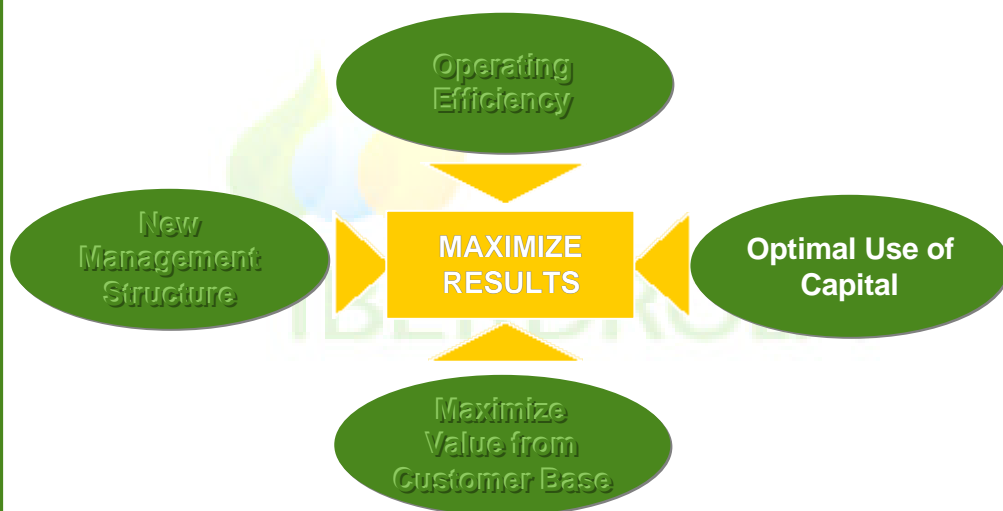 Operating
Efficiency
New
Management
Structure
MAXIMIZE
RESULTS
Optimal Use of
Capital
Maximize
Value from
Customer Base